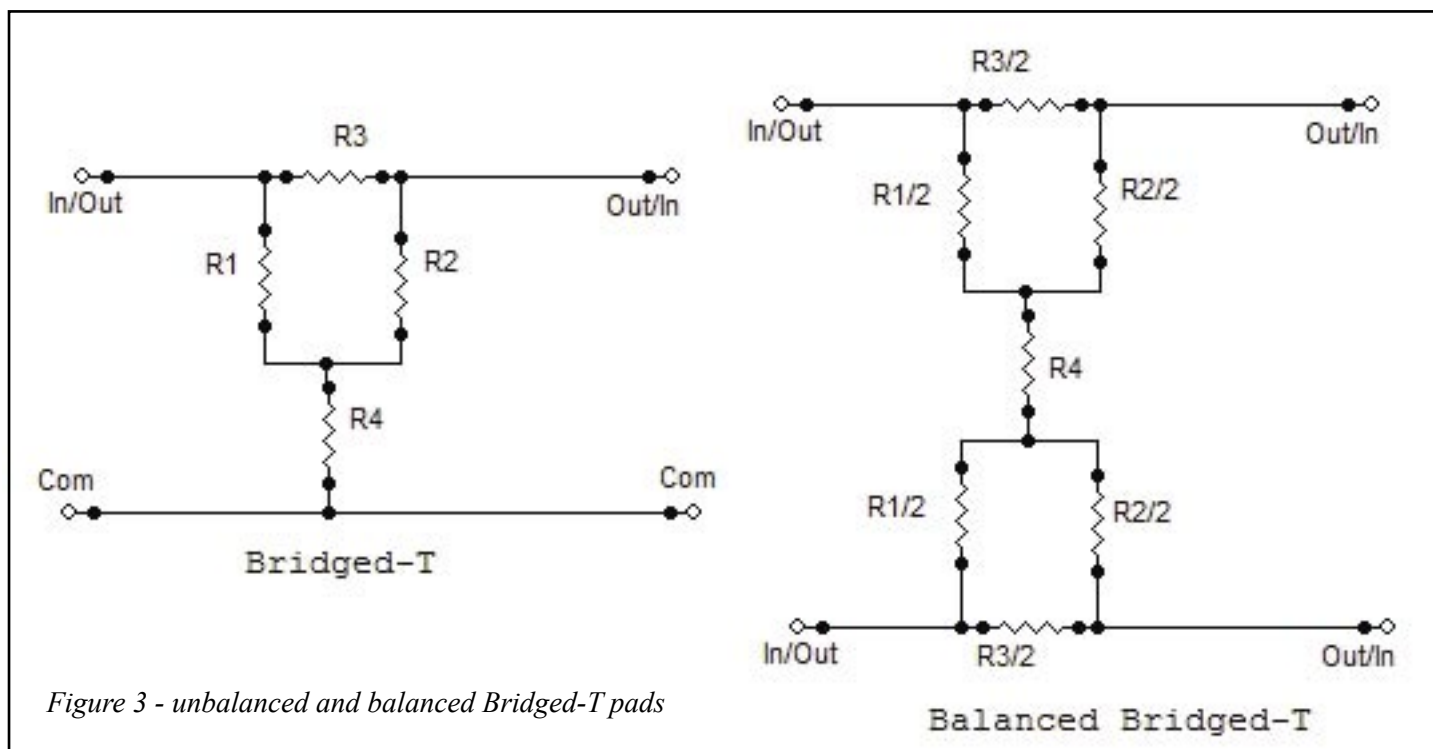 R3
In/Out
Out/In
R1
R2
R4
Com
Com
Bridged-T
R3/2
In/Out
Out/In
R1/2
R2/2
R4
R1/2
R2/2
In/Out
R3/2
Out/In
Balanced Bridged-T
Figure 3 - unbalanced and balanced Bridged-T pads